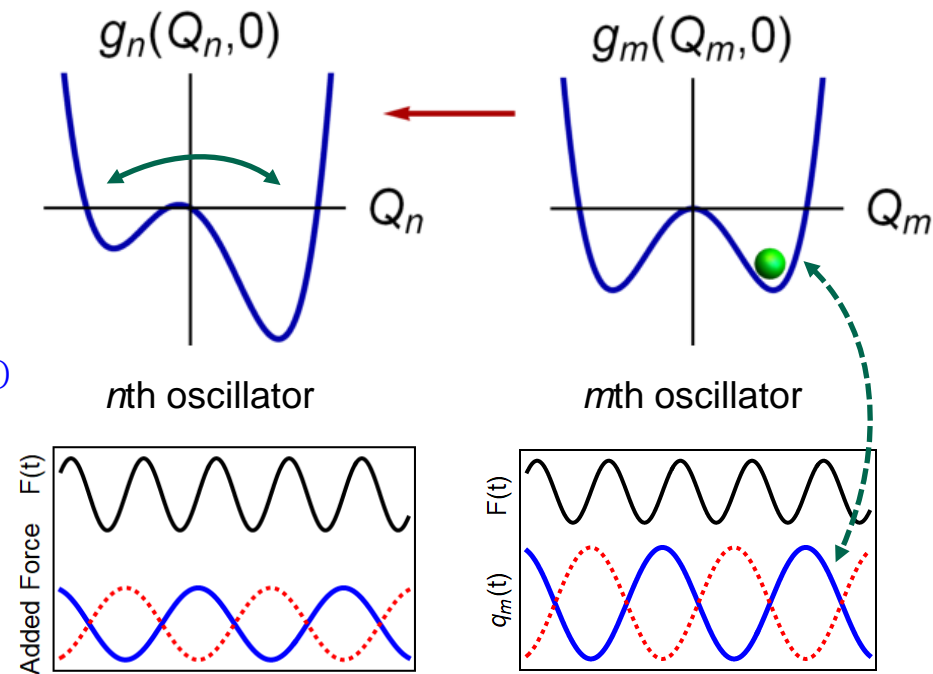 gₙ(Qₙ,0)
gₘ(Qₘ,0)
Qₙ
Qₘ
)
nth oscillator
mth oscillator
F(t)
Added Force
F(t)
qₘ(t)